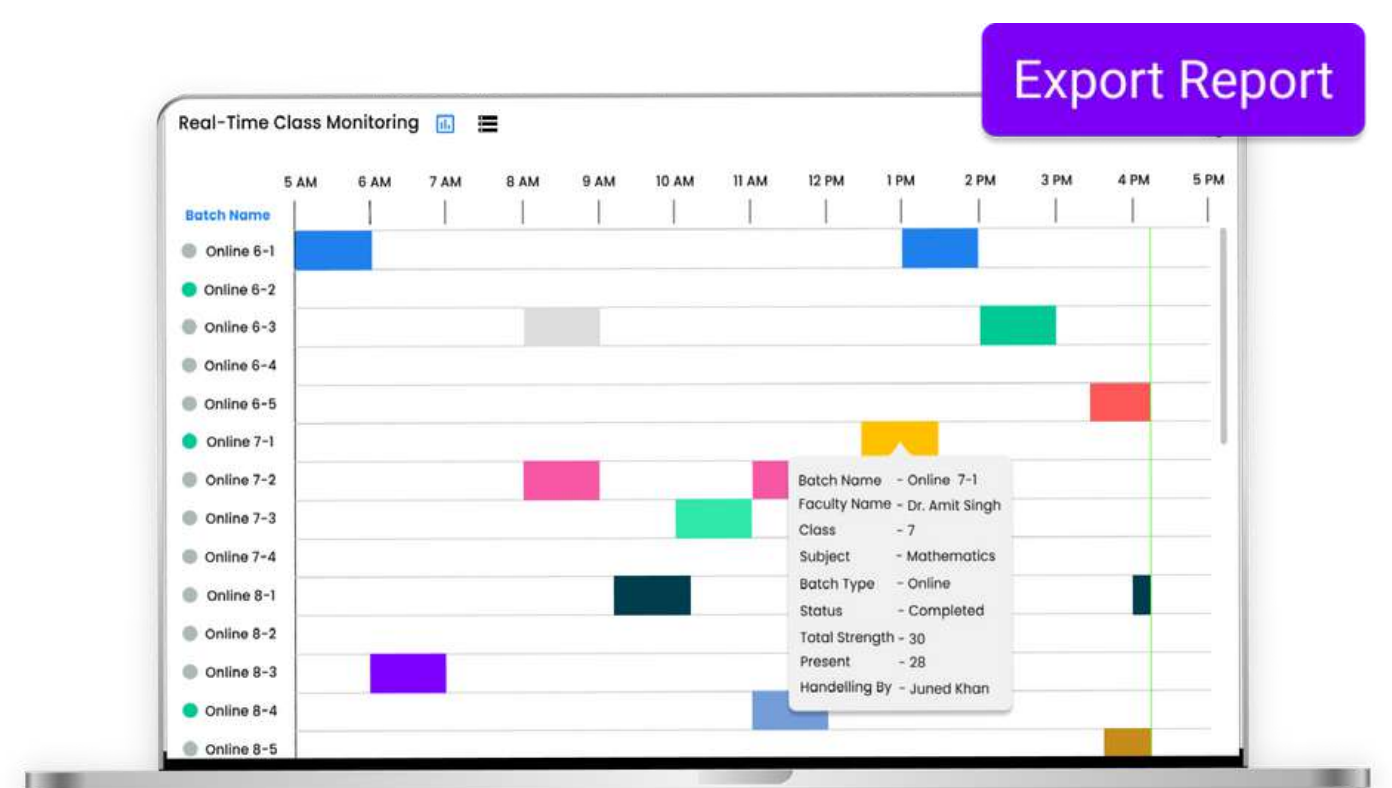 Export Report
Real-Time Class Monitoring
5 AM 6 AM 7 AM 8 AM 9 AM 10 AM 11 AM 12 PM 1 PM 2 PM 3 PM 4 PM 5 PM
Batch Name
Online 6-1
Online 6-2
Online 6-3
Online 6-4
Online 6-5
Online 7-1
Online 7-2
Online 7-3
Online 7-4
Online 8-1
Online 8-2
Online 8-3
Online 8-4
Online 8-5
Batch Name - Online 7-1
Faculty Name - Dr. Amit Singh
Class - 7
Subject - Mathematics
Batch Type - Online
Status - Completed
Total Strength - 30
Present - 28
Handelling By - Juned Khan